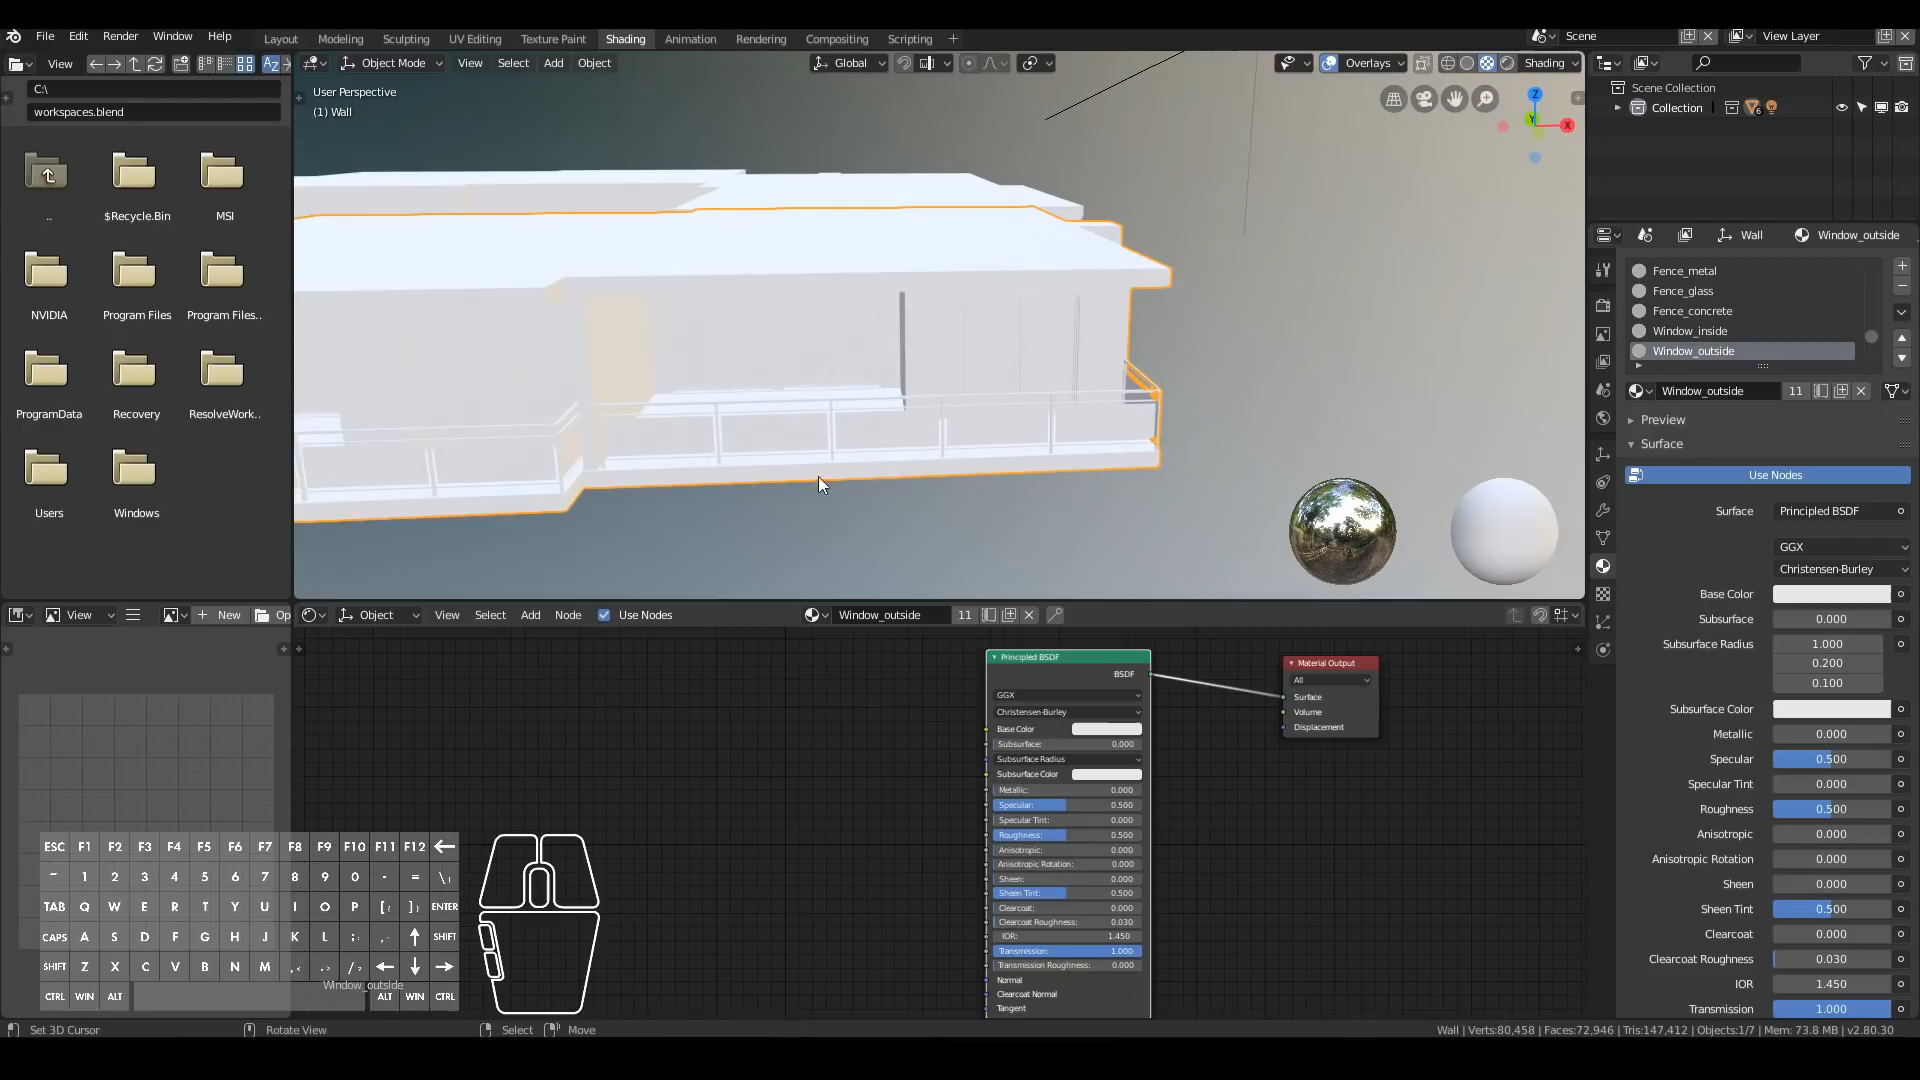 File Edit Render Window Help
Layout Modeling Sculpting UV Editing Texture Paint Shading Animation Rendering Compositing Scripting +
Scene
View Layer
View
Object Mode View Select Add Object
Global
Overlays
Shading
C:\
workspaces.blend
User Perspective
(1) Wall
..
$Recycle.Bin
MSI
NVIDIA
Program Files
Program Files..
ProgramData
Recovery
ResolveWork..
Users
Windows
Z
Y
X
Scene Collection
Collection
6
Wall
Window_outside
Fence_metal
Fence_glass
Fence_concrete
Window_inside
Window_outside
Window_outside 11
Preview
Surface
Use Nodes
Surface Principled BSDF
GGX
Christensen-Burley
Base Color
Subsurface 0.000
Subsurface Radius 1.000
0.200
0.100
Subsurface Color
Metallic 0.000
Specular 0.500
Specular Tint 0.000
Roughness 0.500
Anisotropic 0.000
Anisotropic Rotation 0.000
Sheen 0.000
Sheen Tint 0.500
Clearcoat 0.000
Clearcoat Roughness 0.030
IOR 1.450
Transmission 1.000
View
New
Op
Object View Select Add Node Use Nodes
Window_outside 11
Principled BSDF
BSDF
GGX
Christensen-Burley
Base Color
Subsurface: 0.000
Subsurface Radius
Subsurface Color
Metallic: 0.000
Specular: 0.500
Specular Tint: 0.000
Roughness: 0.500
Anisotropic: 0.000
Anisotropic Rotation: 0.000
Sheen: 0.000
Sheen Tint: 0.500
Clearcoat: 0.000
Clearcoat Roughness: 0.030
IOR: 1.450
Transmission: 1.000
Transmission Roughness: 0.000
Normal
Clearcoat Normal
Tangent
Material Output
All
Surface
Volume
Displacement
ESC F1 F2 F3 F4 F5 F6 F7 F8 F9 F10 F11 F12
~ 1 2 3 4 5 6 7 8 9 0 - = \
TAB Q W E R T Y U I O P [ ] ENTER
CAPS A S D F G H J K L ; SHIFT
SHIFT Z X C V B N M , . /
CTRL WIN ALT ALT WIN CTRL
Window_outside
Set 3D Cursor Rotate View Select Move
Wall | Verts:80,458 | Faces:72,946 | Tris:147,412 | Objects:1/7 | Mem: 73.8 MB | v2.80.30